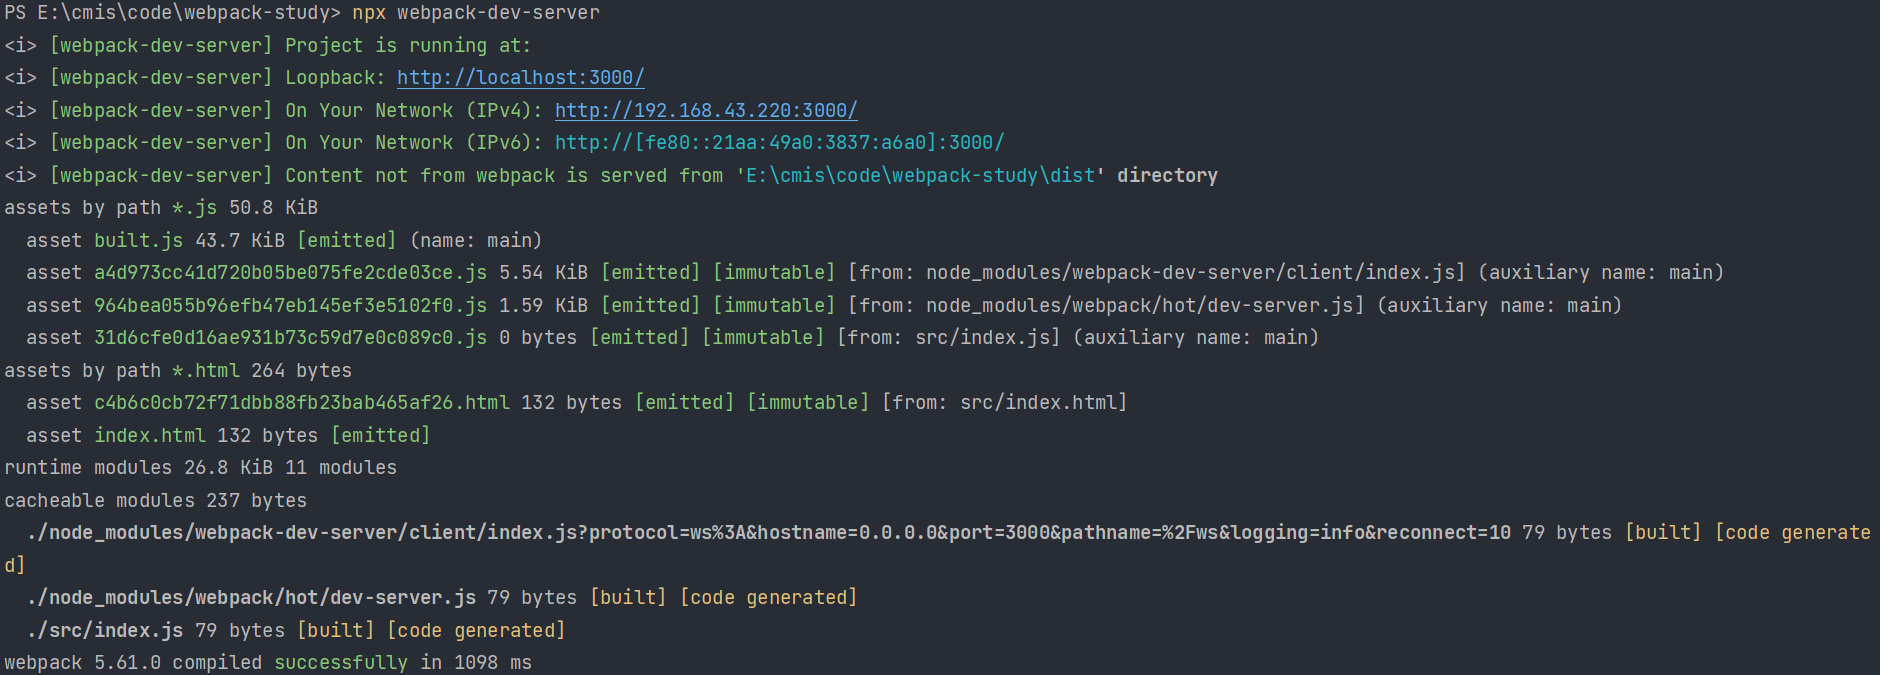 PS E:\cmis\code\webpack-study> npx webpack-dev-server
<i> [webpack-dev-server] Project is running at:
<i> [webpack-dev-server] Loopback: http://localhost:3000/
<i> [webpack-dev-server] On Your Network (IPv4): http://192.168.43.220:3000/
<i> [webpack-dev-server] On Your Network (IPv6): http://[fe80::21aa:49a0:3837:a6a0]:3000/
<i> [webpack-dev-server] Content not from webpack is served from 'E:\cmis\code\webpack-study\dist' directory
assets by path *.js 50.8 KiB
  asset built.js 43.7 KiB [emitted] (name: main)
  asset a4d973cc41d720b05be075fe2cde03ce.js 5.54 KiB [emitted] [immutable] [from: node_modules/webpack-dev-server/client/index.js] (auxiliary name: main)
  asset 964bea055b96efb47eb145ef3e5102f0.js 1.59 KiB [emitted] [immutable] [from: node_modules/webpack/hot/dev-server.js] (auxiliary name: main)
  asset 31d6cfe0d16ae931b73c59d7e0c089c0.js 0 bytes [emitted] [immutable] [from: src/index.js] (auxiliary name: main)
assets by path *.html 264 bytes
  asset c4b6c0cb72f71dbb88fb23bab465af26.html 132 bytes [emitted] [immutable] [from: src/index.html]
  asset index.html 132 bytes [emitted]
runtime modules 26.8 KiB 11 modules
cacheable modules 237 bytes
  ./node_modules/webpack-dev-server/client/index.js?protocol=ws%3A&hostname=0.0.0.0&port=3000&pathname=%2Fws&logging=info&reconnect=10 79 bytes [built] [code generate
d]
  ./node_modules/webpack/hot/dev-server.js 79 bytes [built] [code generated]
  ./src/index.js 79 bytes [built] [code generated]
webpack 5.61.0 compiled successfully in 1098 ms